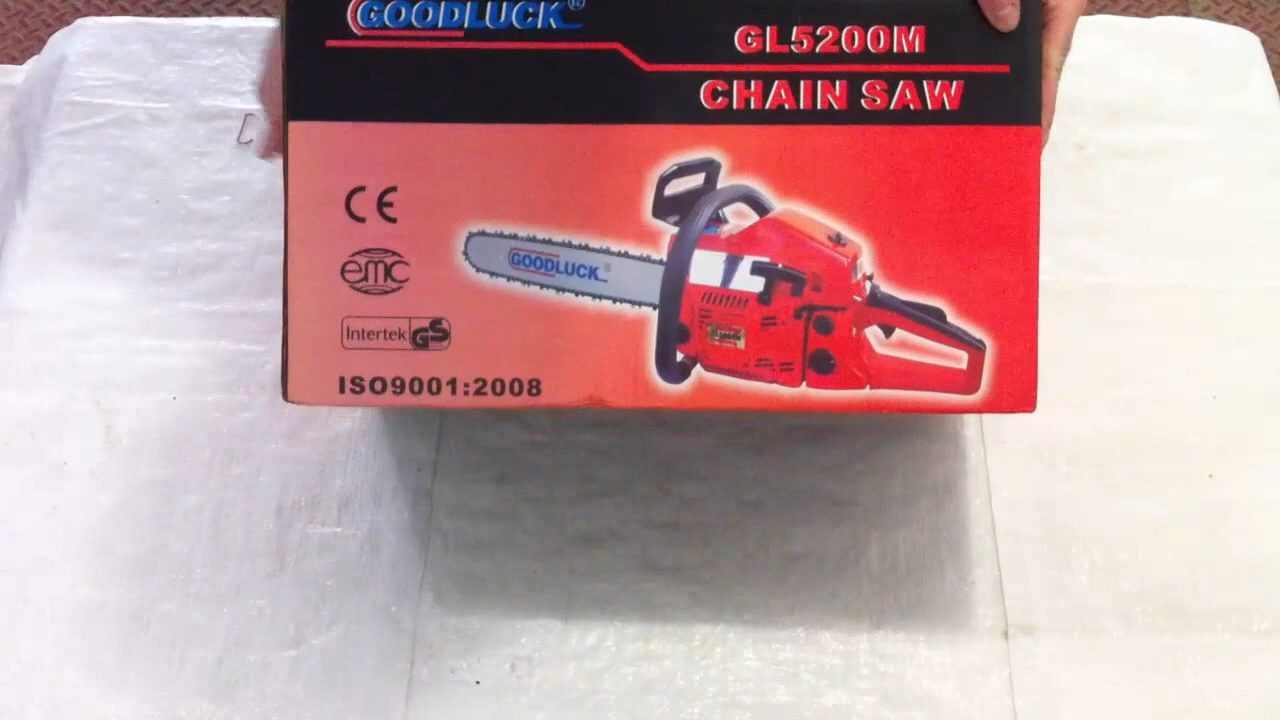 GOODLUCK®
GL5200M
CHAIN SAW
CE
GOODLUCK®
emc
Intertek GS
ISO9001:2008